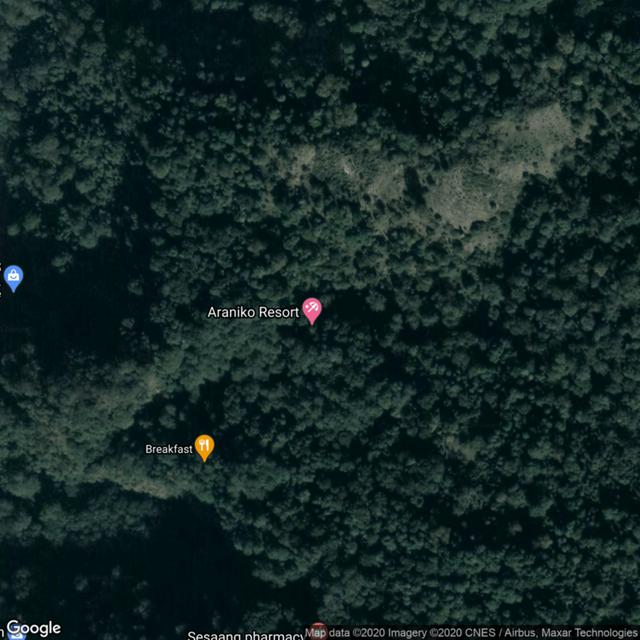 Araniko Resort
Breakfast
Sesaang pharmacy
Google
Map data ©2020 Imagery ©2020 CNES / Airbus, Maxar Technologies